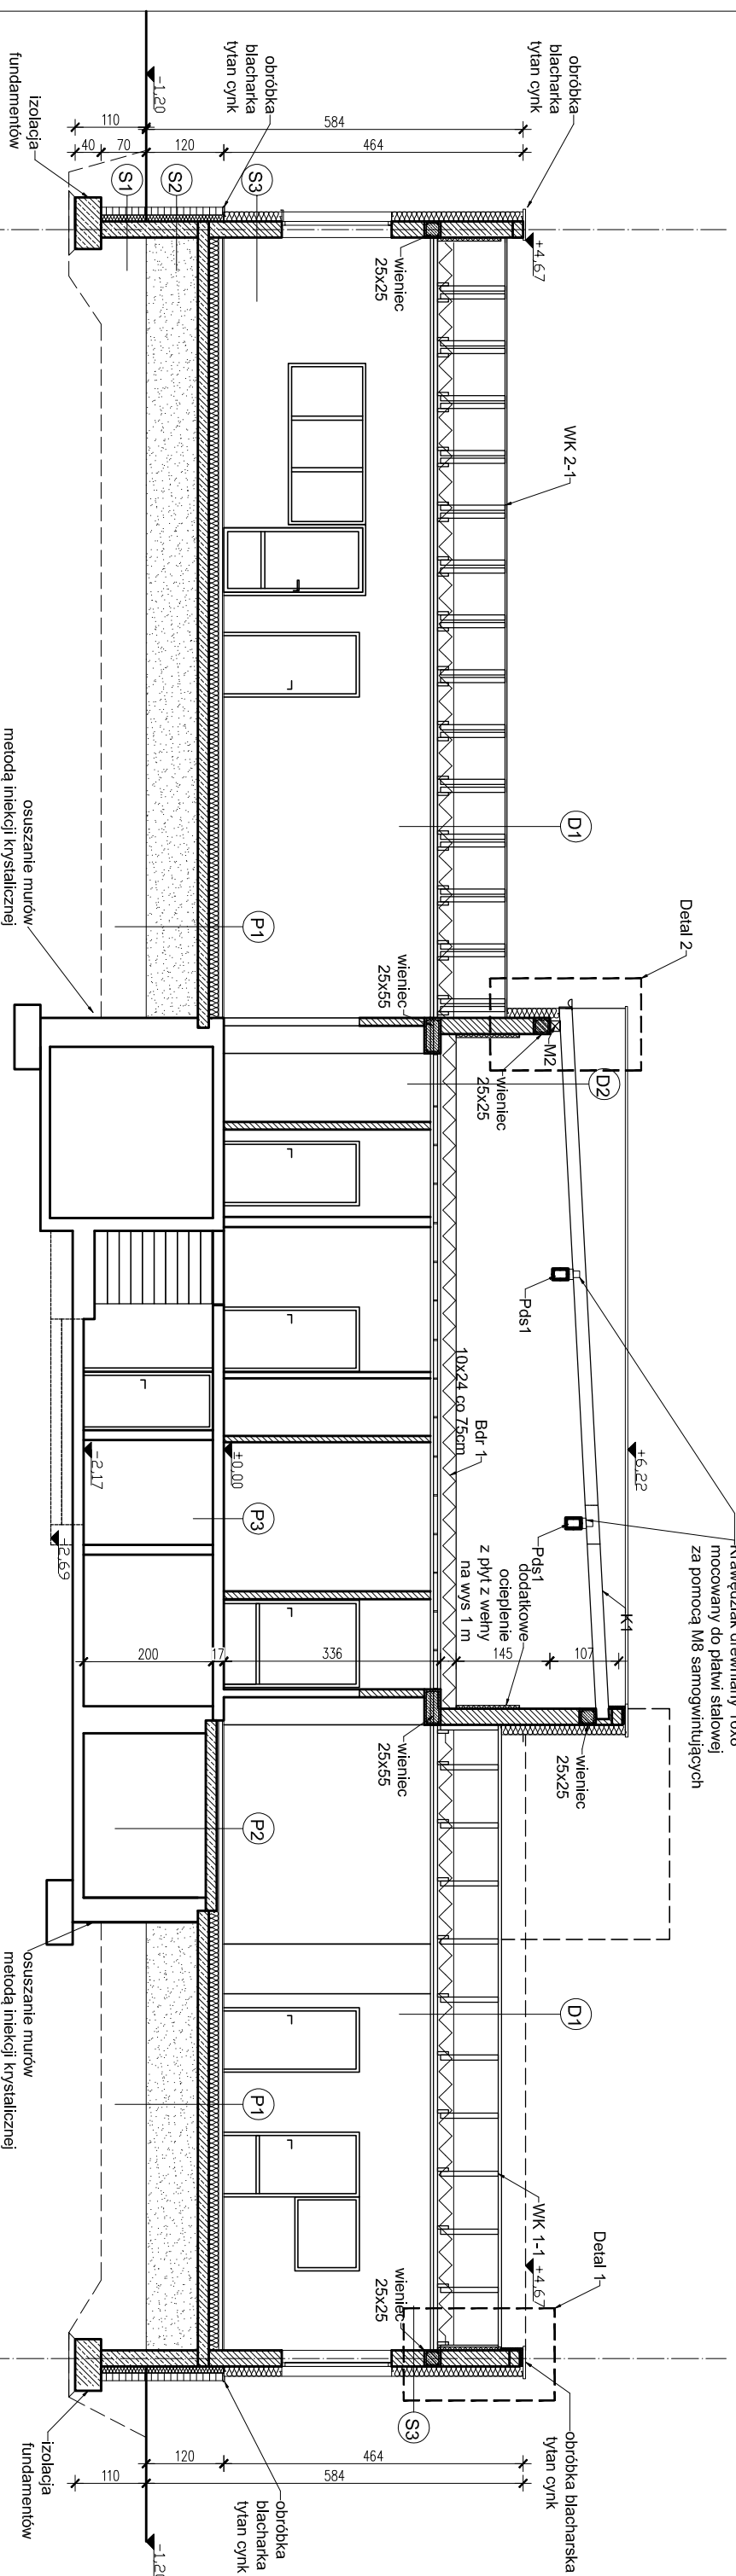 izolacja
fundamentów
110
40
70
-1,20
584
120
464
obróbka
blacharka
tytan cynk
obróbka
blacharka
tytan cynk
S1
S2
S3
+4,67
wieniec
25x25
WK 2-1
D1
P1
osuszanie murów
metodą iniekcji krystalicznej
wieniec
25x55
Detal 2
M2
wieniec
25x25
D2
Pds1
Bdr 1
10x24 co 75cm
+6,22
mocowany do płatwi stalowej
za pomocą M8 samogwintujących
Pds1
K1
dodatkowe
ocieplenie
z płyt z wełny
na wys 1 m
±0,00
-2,17
-2,69
P3
200
17
336
145
107
wieniec
25x55
wieniec
25x25
P2
osuszanie murów
metodą iniekcji krystalicznej
D1
P1
WK 1-1
+4,67
Detal 1
wieniec
25x25
S3
obróbka blacharska
tytan cynk
obróbka
blacharka
tytan cynk
izolacja
fundamentów
120
464
110
584